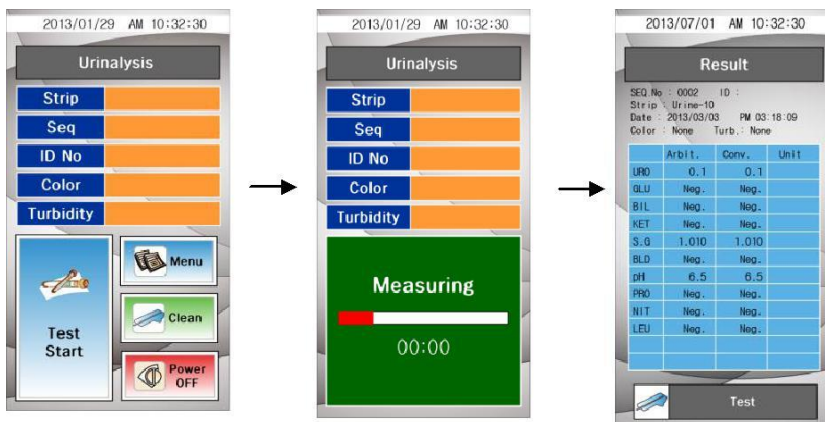 2013/01/29 AM 10:32:30
Urinalysis
Strip
Seq
ID No
Color
Turbidity
Test
Start
Menu
Clean
Power
OFF
2013/01/29 AM 10:32:30
Urinalysis
Strip
Seq
ID No
Color
Turbidity
Measuring
00:00
2013/07/01 AM 10:32:30
Result
SEQ.No : 0002 ID :
Strip : Urine-10
Date : 2013/03/03 PM 03:18:09
Color : None Turb.: None
Arbit. Conv. Unit
URO 0.1 0.1
GLU Neg. Neg.
BIL Neg. Neg.
KET Neg. Neg.
S.G 1.010 1.010
BLD Neg. Neg.
pH 6.5 6.5
PRO Neg. Neg.
NIT Neg. Neg.
LEU Neg. Neg.
Test